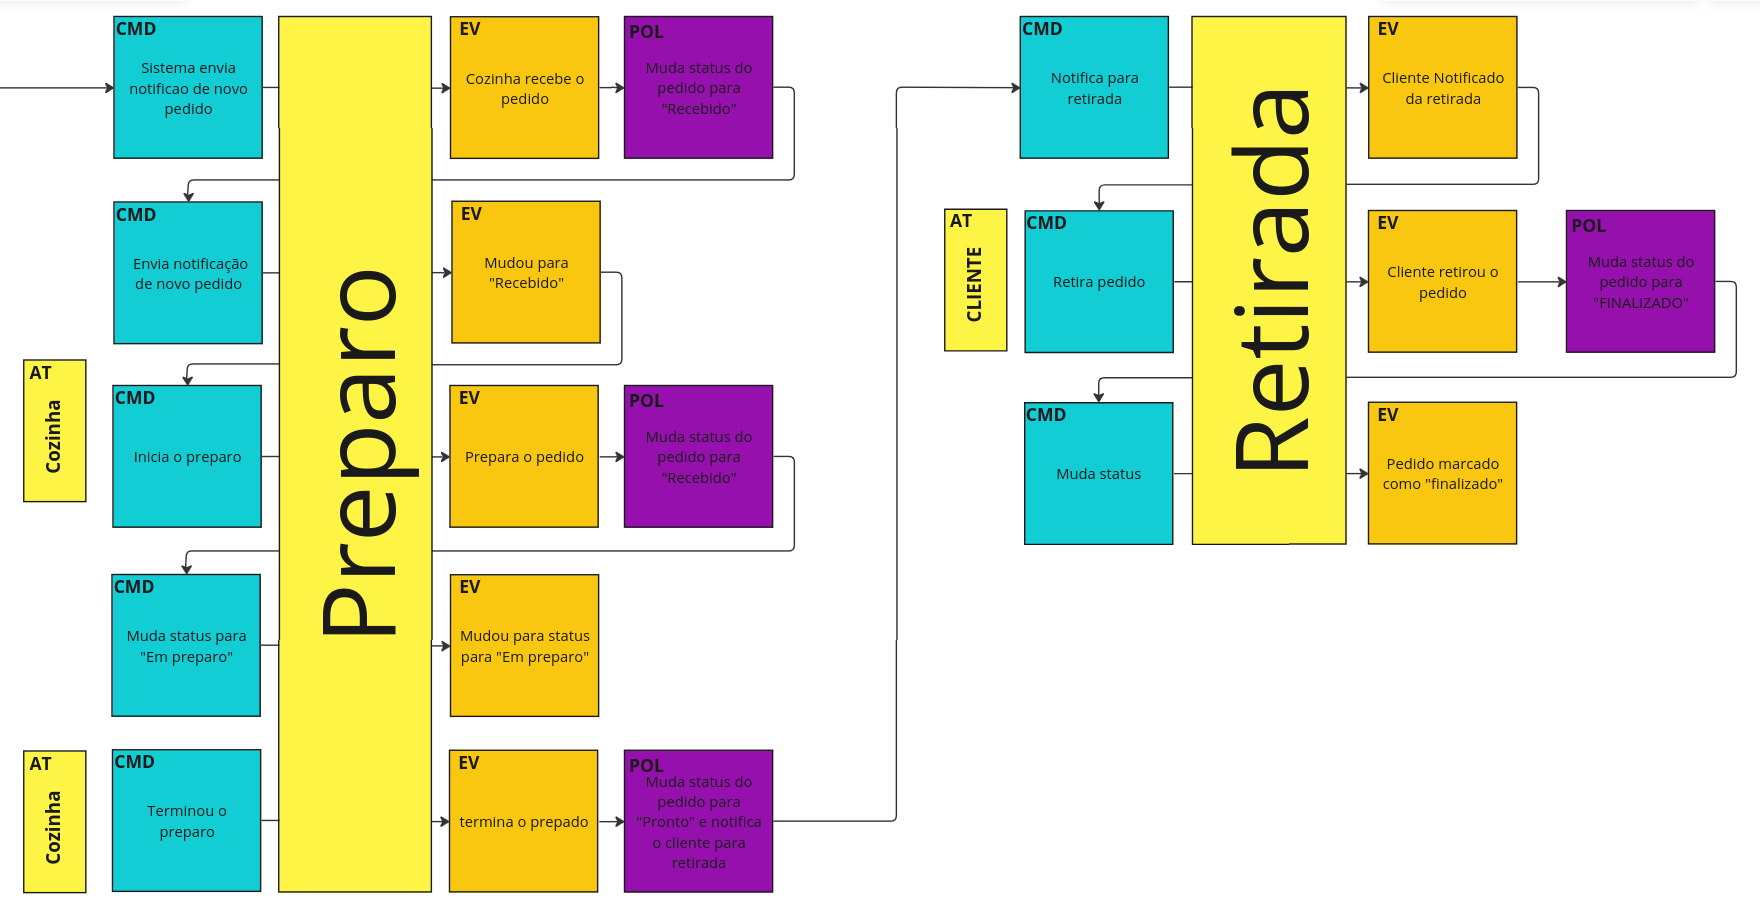 CMD
Sistema envia
notificao de novo
pedido
EV
Cozinha recebe o
pedido
POL
Muda status do
pedido para
"Recebido"
CMD
Envia notificação
de novo pedido
EV
Mudou para
"Recebido"
AT
Cozinha
CMD
Inicia o preparo
EV
Prepara o pedido
POL
Muda status do
pedido para
"Recebido"
CMD
Muda status para
"Em preparo"
EV
Mudou para status
para "Em preparo"
AT
Cozinha
CMD
Terminou o
preparo
EV
termina o prepado
POL
Muda status do
pedido para
"Pronto" e notifica
o cliente para
retirada
Preparo
CMD
Notifica para
retirada
EV
Cliente Notificado
da retirada
AT
CLIENTE
CMD
Retira pedido
EV
Cliente retirou o
pedido
POL
Muda status do
pedido para
"FINALIZADO"
CMD
Muda status
EV
Pedido marcado
como "finalizado"
Retirada